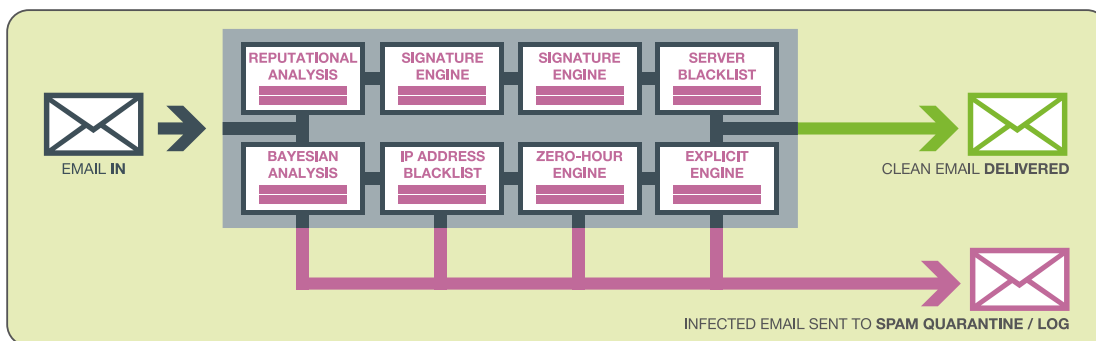 REPUTATIONAL
ANALYSIS
SIGNATURE
ENGINE
SIGNATURE
ENGINE
SERVER
BLACKLIST
EMAIL IN
BAYESIAN
ANALYSIS
IP ADDRESS
BLACKLIST
ZERO-HOUR
ENGINE
EXPLICIT
ENGINE
CLEAN EMAIL DELIVERED
INFECTED EMAIL SENT TO SPAM QUARANTINE / LOG